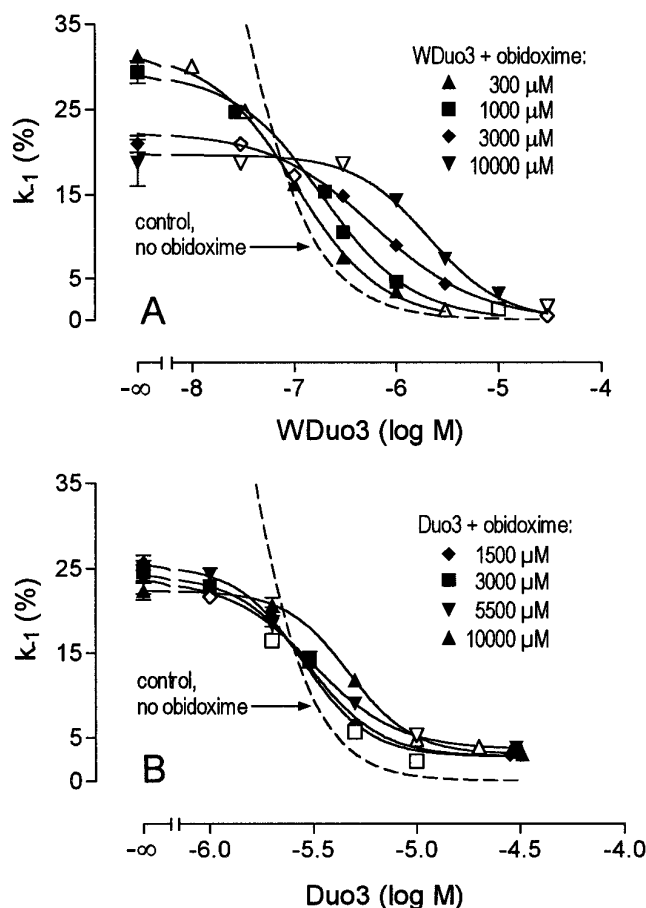 35
25
15
5
0
k-1 (%)
WDuo3 + obidoxime:
▲ 300 µM
■ 1000 µM
◆ 3000 µM
▼ 10000 µM
control,
no obidoxime
A
-∞ -8 -7 -6 -5 -4
WDuo3 (log M)
35
25
15
5
0
k-1 (%)
Duo3 + obidoxime:
◆ 1500 µM
■ 3000 µM
▼ 5500 µM
▲ 10000 µM
control,
no obidoxime
B
-∞ -6.0 -5.5 -5.0 -4.5 -4.0
Duo3 (log M)